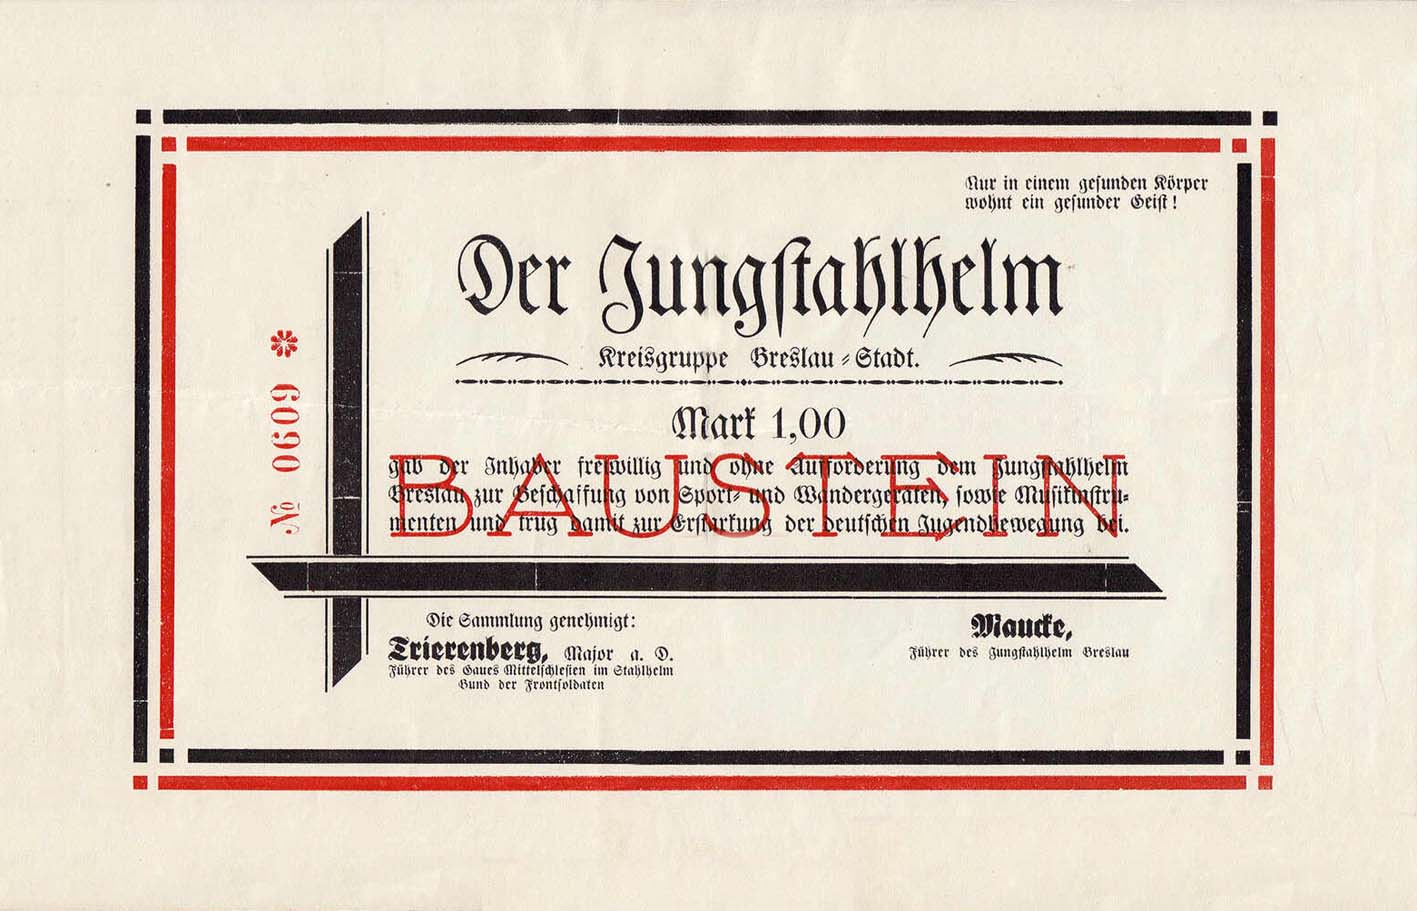 Nur in einem gesunden Körper
wohnt ein gesunder Geist!
Der Jungstahlhelm
Kreisgruppe Breslau-Stadt.
Mark 1,00
gab der Inhaber freiwillig und ohne Aufforderung dem Jungstahlhelm
Breslau zur Beschaffung von Sport- und Wandergeräten, sowie Musikinstru-
menten und trug damit zur Erstarkung der deutschen Jugendbewegung bei.
BAUSTEIN
№ 0609 *
Die Sammlung genehmigt:
Trierenberg, Major a. D.
Führer des Gaues Mittelschlesien im Stahlhelm
Bund der Frontsoldaten
Maucke,
Führer des Jungstahlhelm Breslau